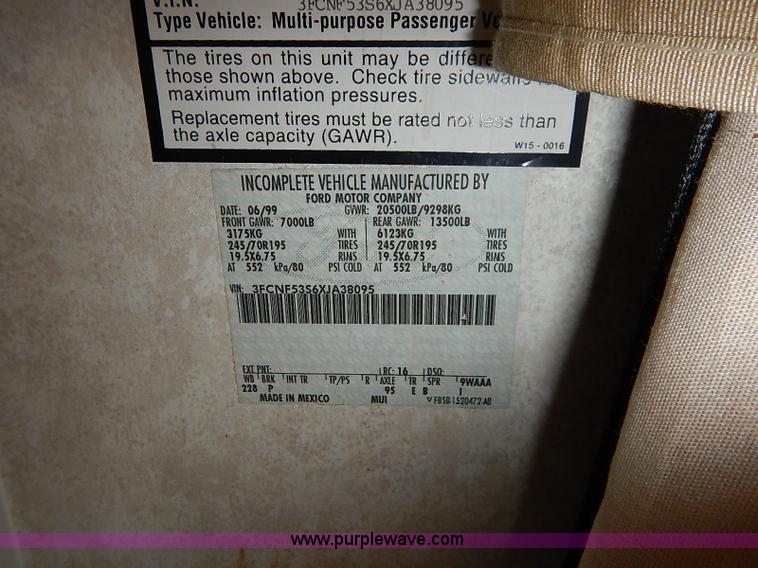 V.I.N. 3FCNF53S6XJA38095
Type Vehicle: Multi-purpose Passenger
The tires on this unit may be
those shown above. Check tire sidewalls
maximum inflation pressures.
Replacement tires must be rated not less than
the axle capacity (GAWR).
W15 - 0016
INCOMPLETE VEHICLE MANUFACTURED BY
FORD MOTOR COMPANY
DATE: 06/99 GVWR: 20500LB/9298KG
FRONT GAWR: 7000LB REAR GAWR: 13500LB
3175KG WITH 6123KG WITH
245/70R195 TIRES 245/70R195 TIRES
19.5X6.75 RIMS 19.5X6.75 RIMS
AT 552 kPa/80 PSI COLD AT 552 kPa/80 PSI COLD
VIN: 3FCNF53S6XJA38095
EXT PNT: RC: 16 DSO:
WB BRK INT TR TP/PS R AXLE TR SPR 9WAAA
228 P 95 E B I
MADE IN MEXICO MUI F85B-1520472-AB
www.purplewave.com